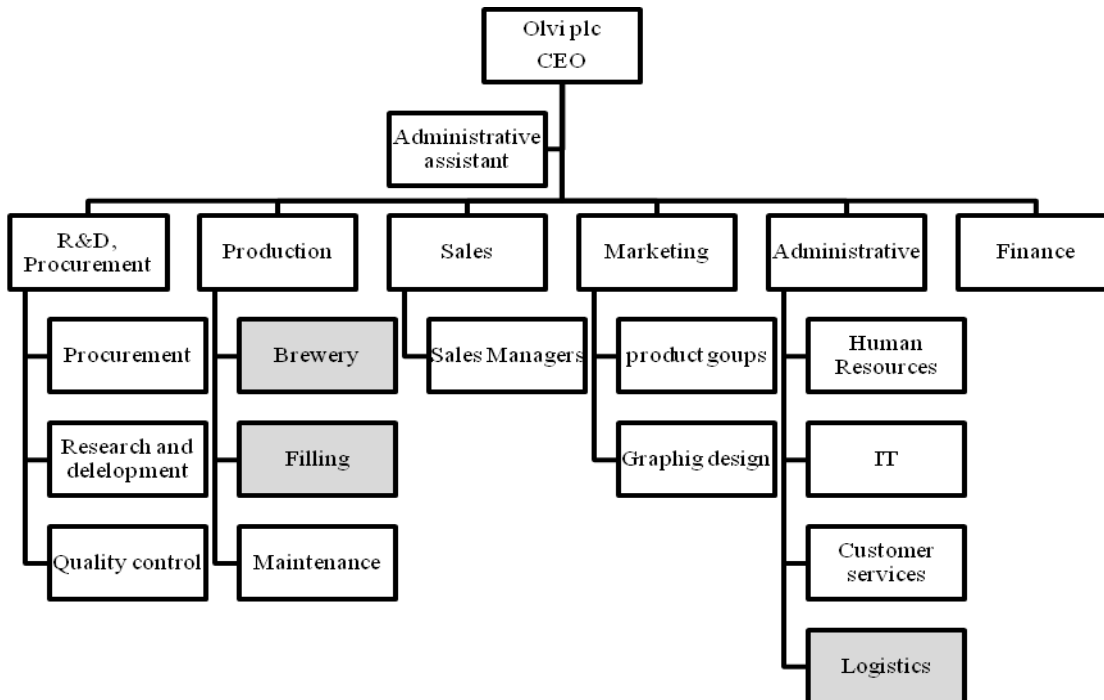 Olvi plc
CEO
Administrative
assistant
R&D,
Procurement
Production
Sales
Marketing
Administrative
Finance
Procurement
Brewery
Sales Managers
product goups
Human
Resources
Research and
delelopment
Filling
Graphig design
IT
Quality control
Maintenance
Customer
services
Logistics